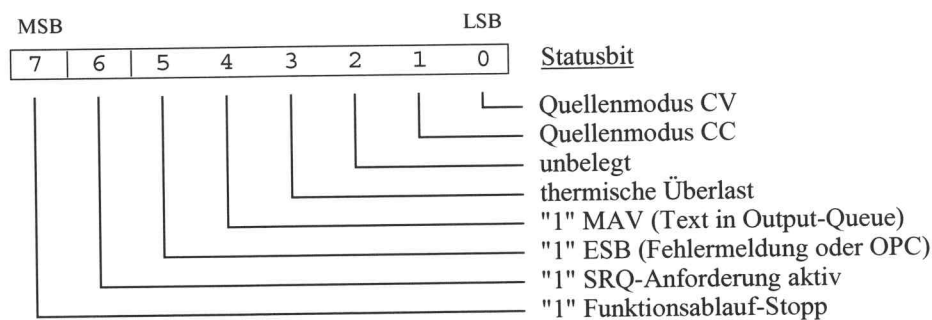 MSB LSB
7 6 5 4 3 2 1 0 Statusbit
Quellenmodus CV
Quellenmodus CC
unbelegt
thermische Überlast
"1" MAV (Text in Output-Queue)
"1" ESB (Fehlermeldung oder OPC)
"1" SRQ-Anforderung aktiv
"1" Funktionsablauf-Stopp